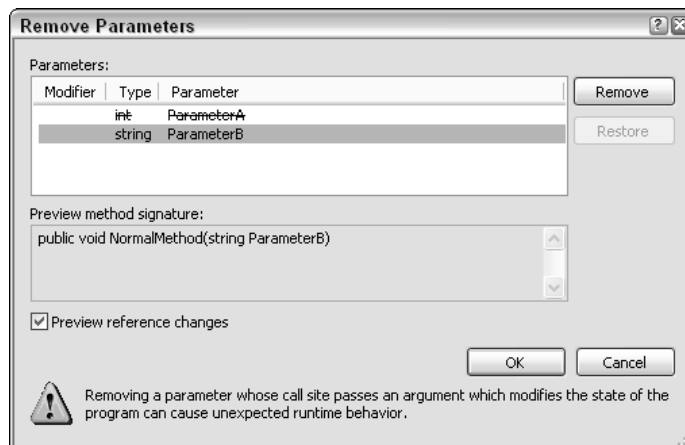 Remove Parameters
Parameters:
Modifier Type Parameter
int ParameterA
string ParameterB
Remove
Restore
Preview method signature:
public void NormalMethod(string ParameterB)
Preview reference changes
OK Cancel
Removing a parameter whose call site passes an argument which modifies the state of the
program can cause unexpected runtime behavior.